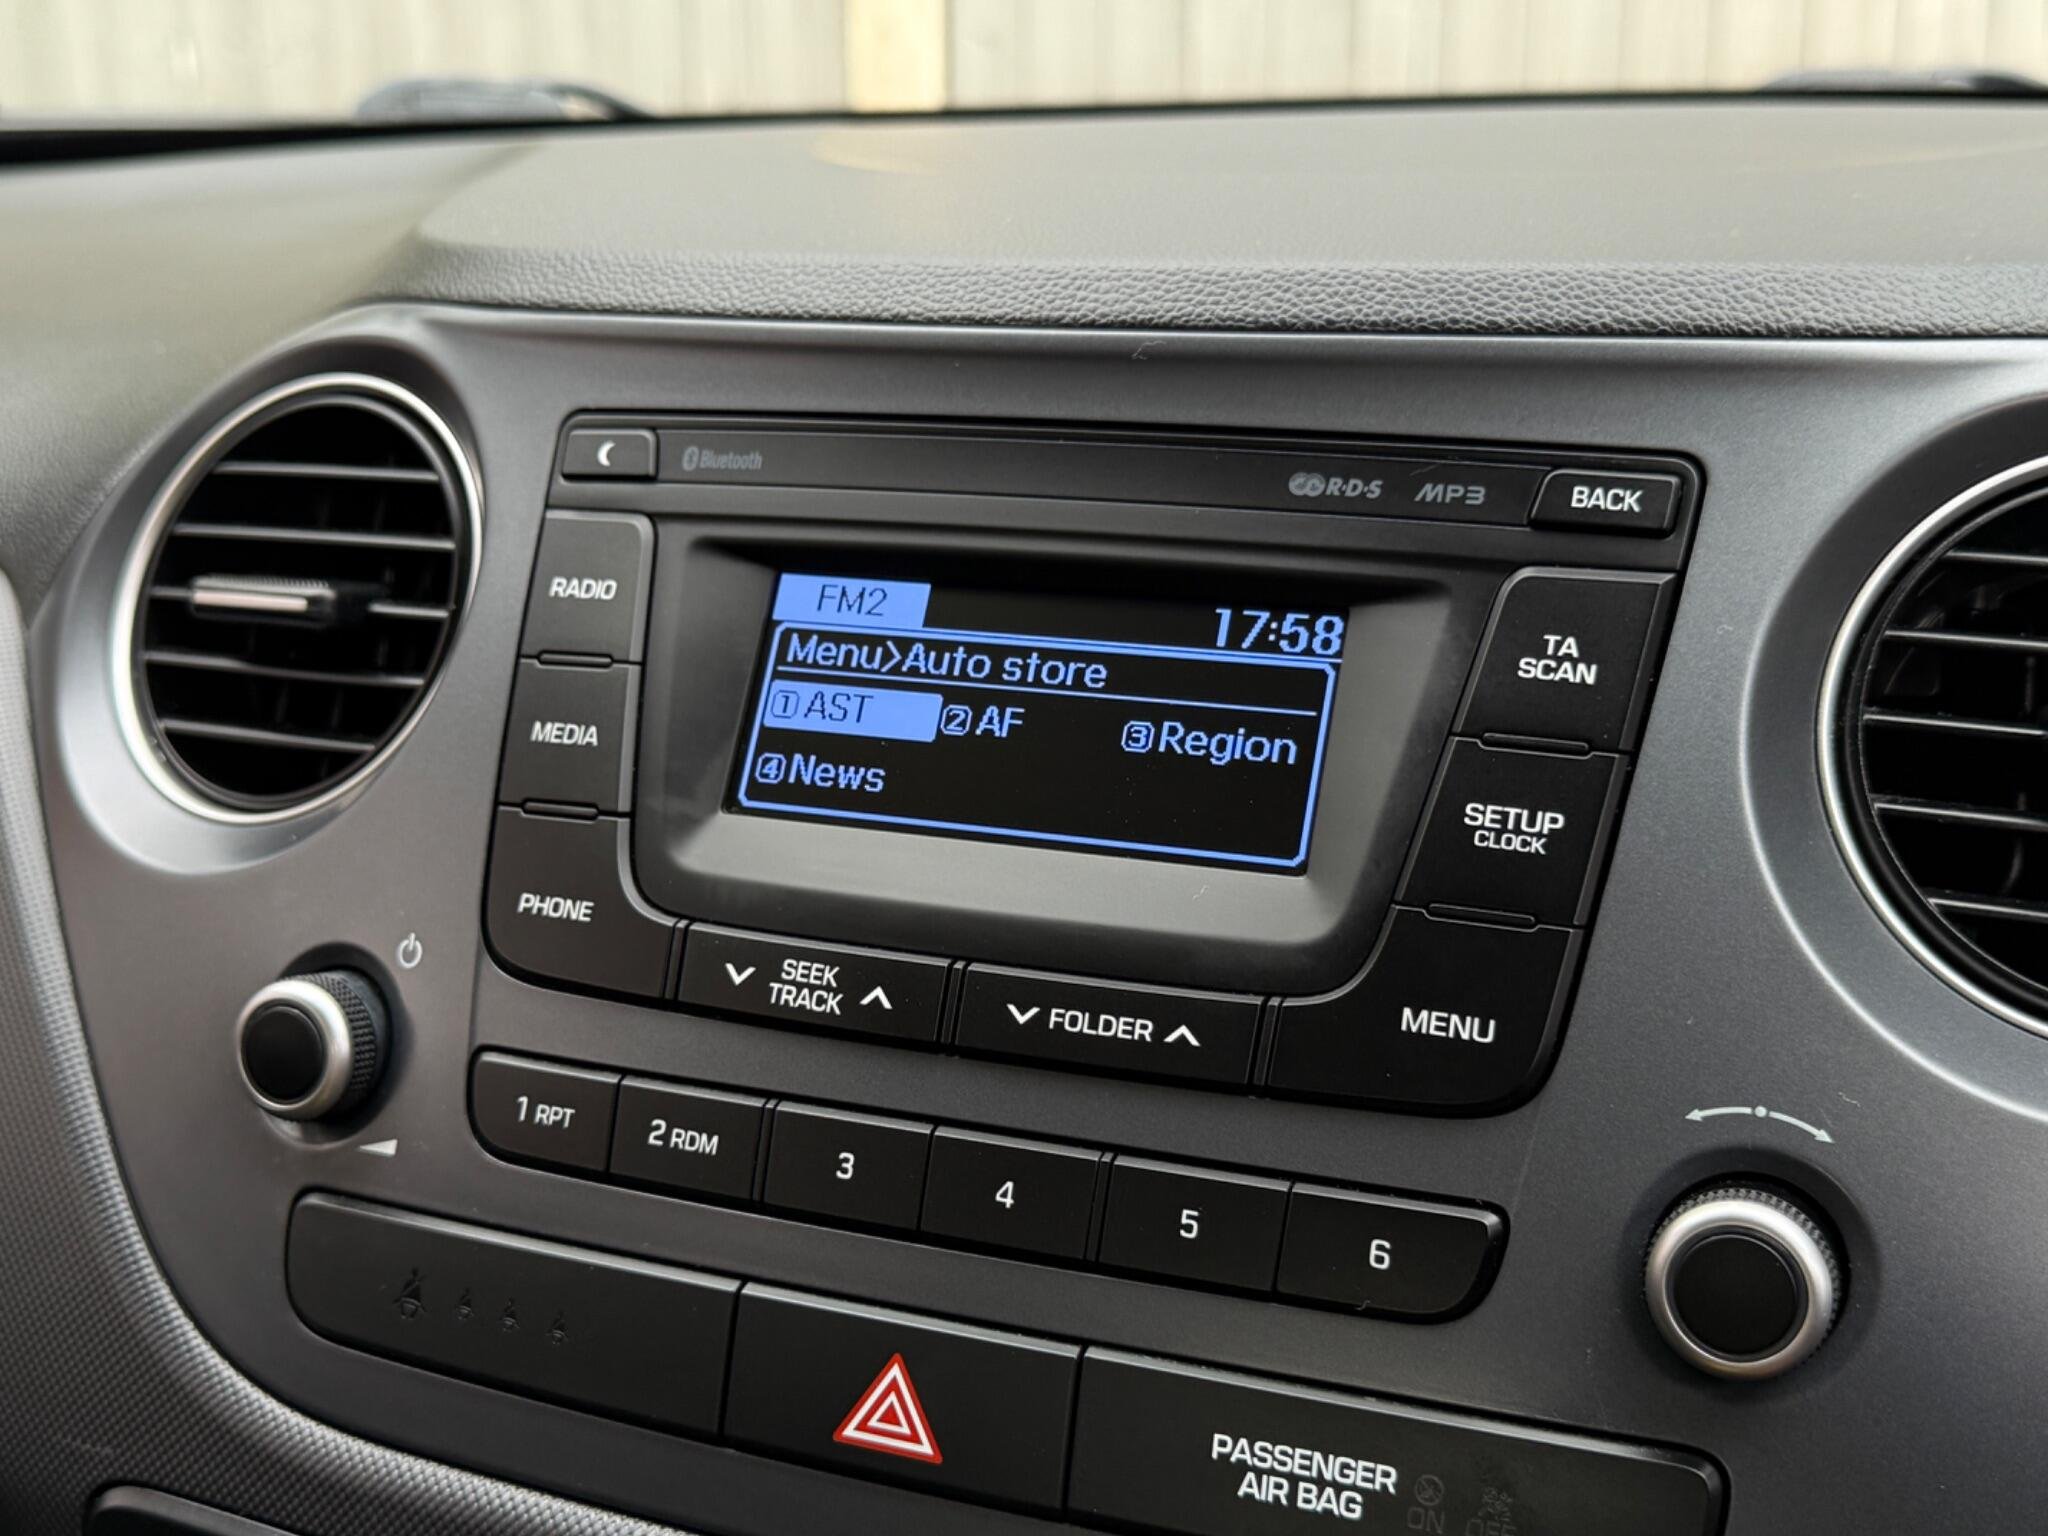 Bluetooth
R·D·S MP3
BACK
RADIO
MEDIA
PHONE
FM2
17:58
Menu>Auto store
1 AST 2 AF 3 Region
4 News
TA
SCAN
SETUP
CLOCK
SEEK
TRACK
FOLDER
MENU
1 RPT
2 RDM
3
4
5
6
PASSENGER
AIR BAG
ON